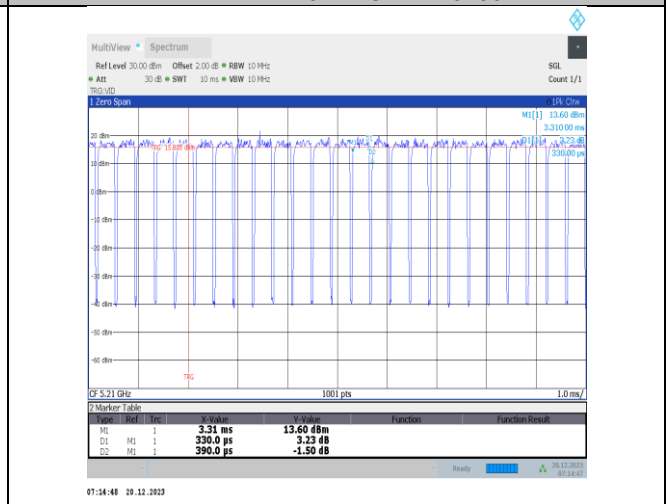 MultiView Spectrum
Ref Level 30.00 dBm Offset 2.00 dB RBW 10 MHz SGL
Att 30 dB SWT 10 ms VBW 10 MHz Count 1/1
TRG:VID
1 Zero Span 1Pk Clrw
M1[1] 13.60 dBm
3.31000 ms
D1[1] 3.23 dB
330.00 µs
20 dBm
TRG
10 dBm
0 dBm
-10 dBm
-20 dBm
-30 dBm
-40 dBm
-50 dBm
-60 dBm
TRG
CF 5.21 GHz 1001 pts 1.0 ms/
2 Marker Table
Type Ref Trc X-Value Y-Value Function Function Result
M1 1 3.31 ms 13.60 dBm
D1 M1 1 330.0 µs 3.23 dB
D2 M1 1 390.0 µs -1.50 dB
Ready 20.12.2023
07:14:47
07:14:48 20.12.2023